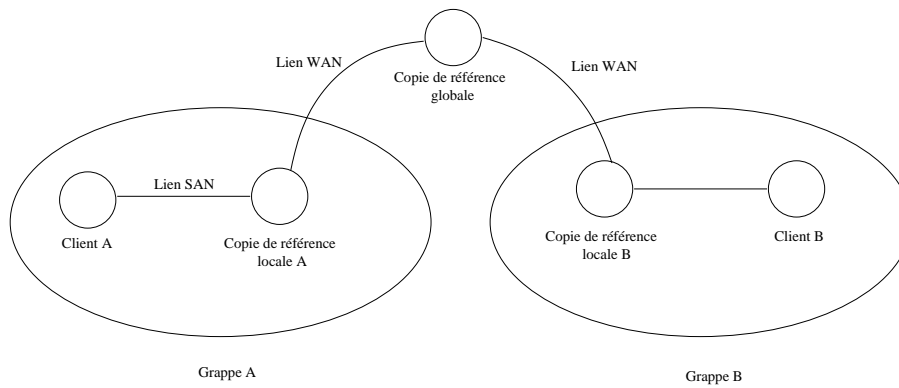 Lien WAN
Copie de référence
globale
Lien WAN
Lien SAN
Client A
Copie de référence
locale A
Copie de référence
locale B
Client B
Grappe A
Grappe B